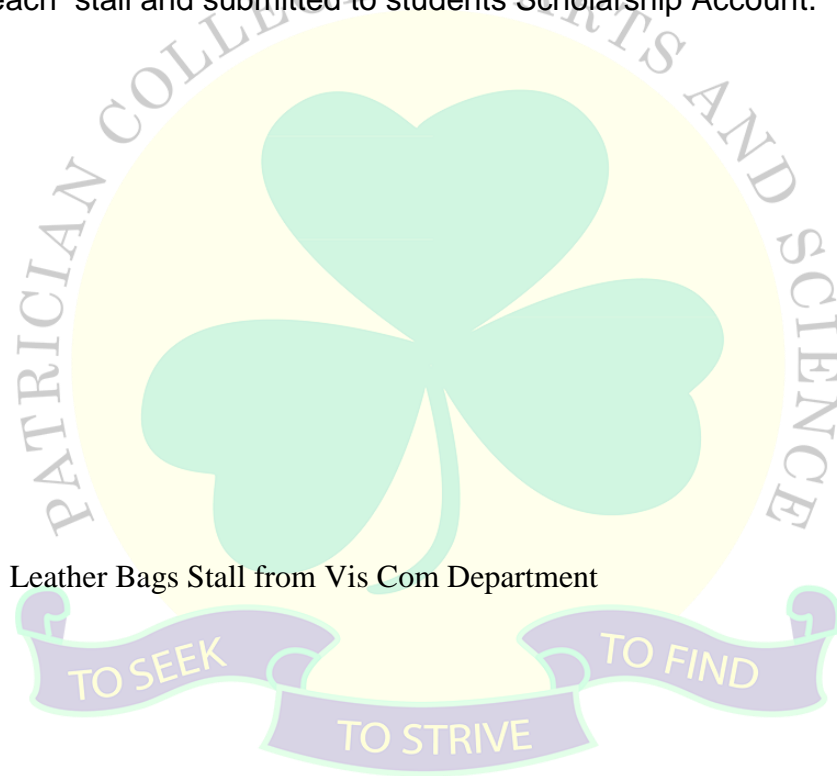 each stall and submitted to students Scholarship Account.
PATRICIAN COLLEGE
ARTS AND SCIENCE
Leather Bags Stall from Vis Com Department
TO SEEK
TO FIND
TO STRIVE